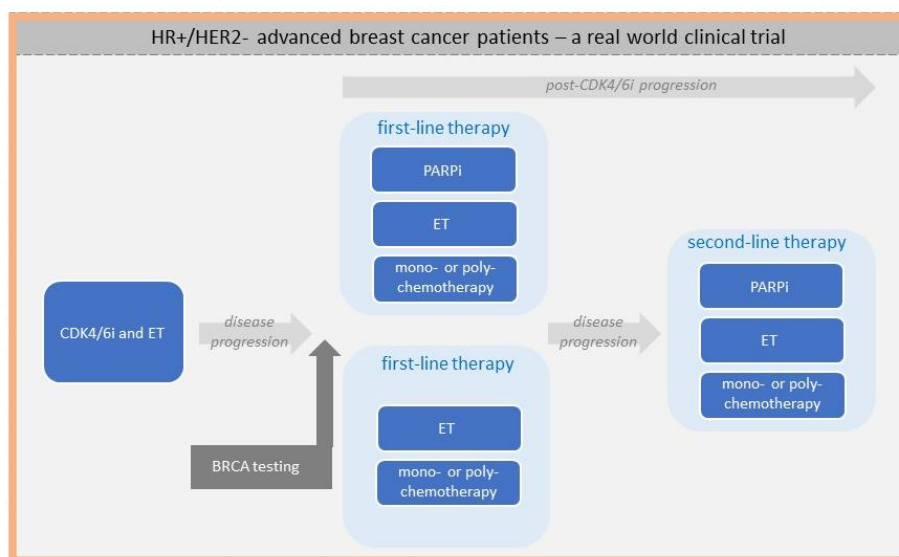 HR+/HER2- advanced breast cancer patients – a real world clinical trial
post-CDK4/6i progression
first-line therapy
PARPi
ET
mono- or poly-
chemotherapy
CDK4/6i and ET
disease
progression
BRCA testing
first-line therapy
ET
mono- or poly-
chemotherapy
disease
progression
second-line therapy
PARPi
ET
mono- or poly-
chemotherapy